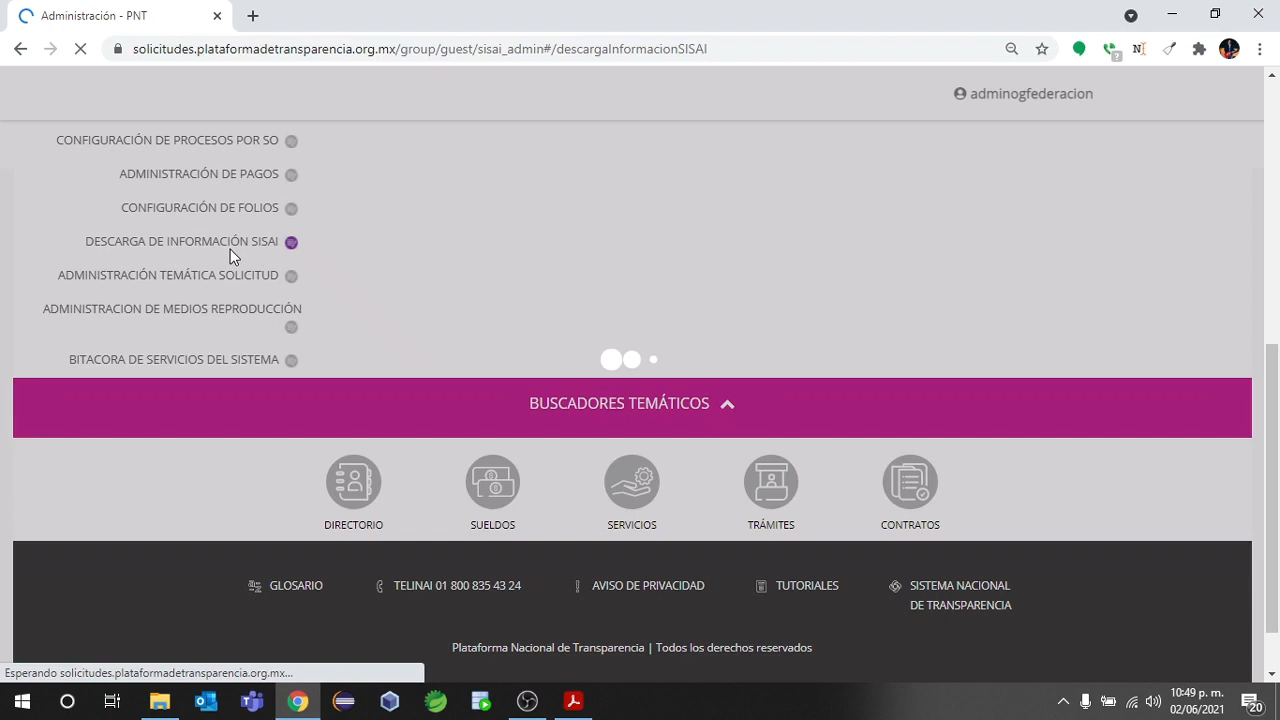 Administración - PNT
solicitudes.plataformadetransparencia.org.mx/group/guest/sisai_admin#/descargaInformacionSISAI
adminogfederacion
CONFIGURACIÓN DE PROCESOS POR SO
ADMINISTRACIÓN DE PAGOS
CONFIGURACIÓN DE FOLIOS
DESCARGA DE INFORMACIÓN SISAI
ADMINISTRACIÓN TEMÁTICA SOLICITUD
ADMINISTRACION DE MEDIOS REPRODUCCIÓN
BITACORA DE SERVICIOS DEL SISTEMA
BUSCADORES TEMÁTICOS
DIRECTORIO SUELDOS SERVICIOS TRÁMITES CONTRATOS
GLOSARIO TELINAI 01 800 835 43 24 AVISO DE PRIVACIDAD TUTORIALES SISTEMA NACIONAL
DE TRANSPARENCIA
Plataforma Nacional de Transparencia | Todos los derechos reservados
Esperando solicitudes.plataformadetransparencia.org.mx...
10:49 p. m.
02/06/2021
20